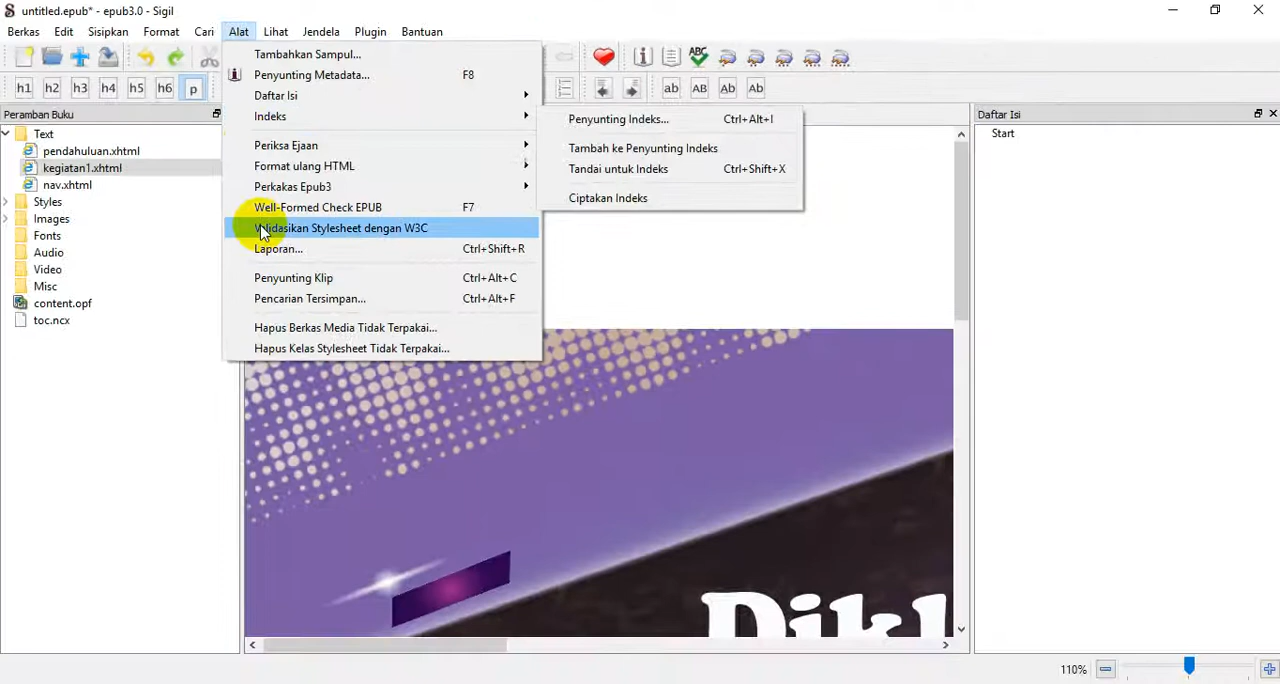 untitled.epub* - epub3.0 - Sigil
Berkas Edit Sisipkan Format Cari Alat Lihat Jendela Plugin Bantuan
ABC
h1 h2 h3 h4 h5 h6 p
ab AB Ab Ab
Peramban Buku
Text
pendahuluan.xhtml
kegiatan1.xhtml
nav.xhtml
Styles
Images
Fonts
Audio
Video
Misc
content.opf
toc.ncx
Tambahkan Sampul...
Penyunting Metadata... F8
Daftar Isi
Indeks
Periksa Ejaan
Format ulang HTML
Perkakas Epub3
Well-Formed Check EPUB F7
Validasikan Stylesheet dengan W3C
Laporan... Ctrl+Shift+R
Penyunting Klip Ctrl+Alt+C
Pencarian Tersimpan... Ctrl+Alt+F
Hapus Berkas Media Tidak Terpakai...
Hapus Kelas Stylesheet Tidak Terpakai...
Penyunting Indeks... Ctrl+Alt+I
Tambah ke Penyunting Indeks
Tandai untuk Indeks Ctrl+Shift+X
Ciptakan Indeks
Daftar Isi
Start
110%